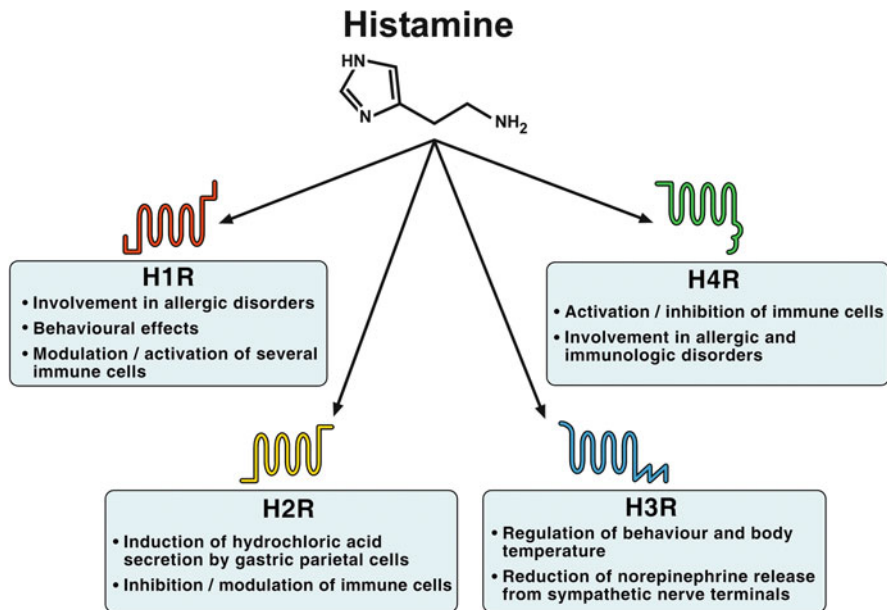 Histamine
HN
N
NH2
H1R
• Involvement in allergic disorders
• Behavioural effects
• Modulation / activation of several
immune cells
H4R
• Activation / inhibition of immune cells
• Involvement in allergic and
immunologic disorders
H2R
• Induction of hydrochloric acid
secretion by gastric parietal cells
• Inhibition / modulation of immune cells
H3R
• Regulation of behaviour and body
temperature
• Reduction of norepinephrine release
from sympathetic nerve terminals